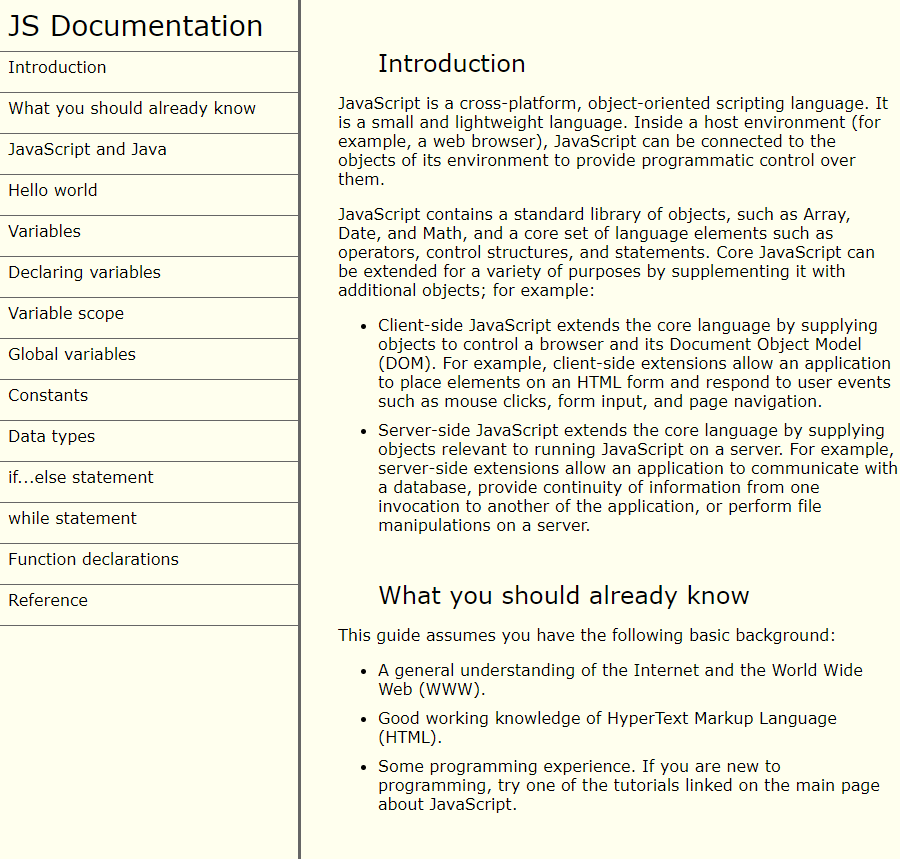 JS Documentation
Introduction
What you should already know
JavaScript and Java
Hello world
Variables
Declaring variables
Variable scope
Global variables
Constants
Data types
if...else statement
while statement
Function declarations
Reference
Introduction
JavaScript is a cross-platform, object-oriented scripting language. It
is a small and lightweight language. Inside a host environment (for
example, a web browser), JavaScript can be connected to the
objects of its environment to provide programmatic control over
them.
JavaScript contains a standard library of objects, such as Array,
Date, and Math, and a core set of language elements such as
operators, control structures, and statements. Core JavaScript can
be extended for a variety of purposes by supplementing it with
additional objects; for example:
• Client-side JavaScript extends the core language by supplying
objects to control a browser and its Document Object Model
(DOM). For example, client-side extensions allow an application
to place elements on an HTML form and respond to user events
such as mouse clicks, form input, and page navigation.
• Server-side JavaScript extends the core language by supplying
objects relevant to running JavaScript on a server. For example,
server-side extensions allow an application to communicate with
a database, provide continuity of information from one
invocation to another of the application, or perform file
manipulations on a server.
What you should already know
This guide assumes you have the following basic background:
• A general understanding of the Internet and the World Wide
Web (WWW).
• Good working knowledge of HyperText Markup Language
(HTML).
• Some programming experience. If you are new to
programming, try one of the tutorials linked on the main page
about JavaScript.